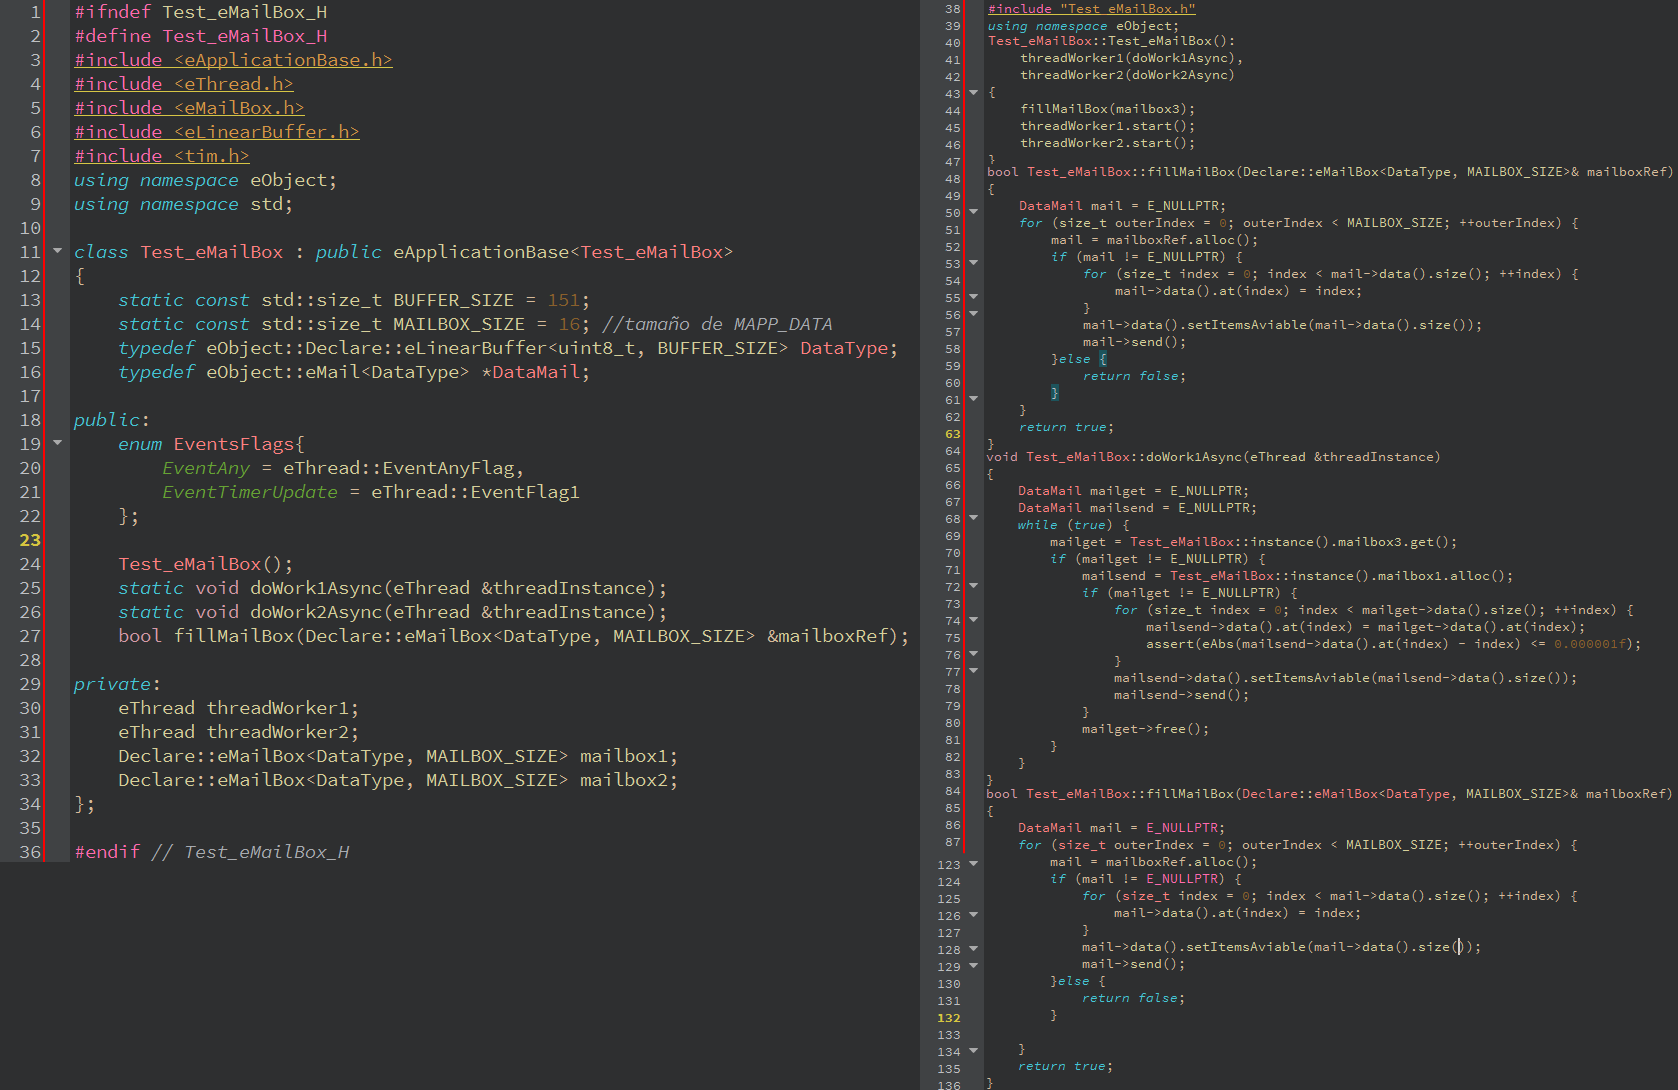 1 #ifndef Test_eMailBox_H
2 #define Test_eMailBox_H
3 #include <eApplicationBase.h>
4 #include <eThread.h>
5 #include <eMailBox.h>
6 #include <eLinearBuffer.h>
7 #include <tim.h>
8 using namespace eObject;
9 using namespace std;
10
11 class Test_eMailBox : public eApplicationBase<Test_eMailBox>
12 {
13 static const std::size_t BUFFER_SIZE = 151;
14 static const std::size_t MAILBOX_SIZE = 16; //tamaño de MAPP_DATA
15 typedef eObject::Declare::eLinearBuffer<uint8_t, BUFFER_SIZE> DataType;
16 typedef eObject::eMail<DataType> *DataMail;
17
18 public:
19 enum EventsFlags{
20 EventAny = eThread::EventAnyFlag,
21 EventTimerUpdate = eThread::EventFlag1
22 };
23
24 Test_eMailBox();
25 static void doWork1Async(eThread &threadInstance);
26 static void doWork2Async(eThread &threadInstance);
27 bool fillMailBox(Declare::eMailBox<DataType, MAILBOX_SIZE> &mailboxRef);
28
29 private:
30 eThread threadWorker1;
31 eThread threadWorker2;
32 Declare::eMailBox<DataType, MAILBOX_SIZE> mailbox1;
33 Declare::eMailBox<DataType, MAILBOX_SIZE> mailbox2;
34 };
35
36 #endif // Test_eMailBox_H
38 #include "Test_eMailBox.h"
39 using namespace eObject;
40 Test_eMailBox::Test_eMailBox():
41 threadWorker1(doWork1Async),
42 threadWorker2(doWork2Async)
43 {
44 fillMailBox(mailbox3);
45 threadWorker1.start();
46 threadWorker2.start();
47 }
48 bool Test_eMailBox::fillMailBox(Declare::eMailBox<DataType, MAILBOX_SIZE>& mailboxRef)
49 {
50 DataMail mail = E_NULLPTR;
51 for (size_t outerIndex = 0; outerIndex < MAILBOX_SIZE; ++outerIndex) {
52 mail = mailboxRef.alloc();
53 if (mail != E_NULLPTR) {
54 for (size_t index = 0; index < mail->data().size(); ++index) {
55 mail->data().at(index) = index;
56 }
57 mail->data().setItemsAviable(mail->data().size());
58 mail->send();
59 }else {
60 return false;
61 }
62 }
63 return true;
64 }
65 void Test_eMailBox::doWork1Async(eThread &threadInstance)
66 {
67 DataMail mailget = E_NULLPTR;
68 DataMail mailsend = E_NULLPTR;
69 while (true) {
70 mailget = Test_eMailBox::instance().mailbox3.get();
71 if (mailget != E_NULLPTR) {
72 mailsend = Test_eMailBox::instance().mailbox1.alloc();
73 if (mailget != E_NULLPTR) {
74 for (size_t index = 0; index < mailget->data().size(); ++index) {
75 mailsend->data().at(index) = mailget->data().at(index);
76 assert(eAbs(mailsend->data().at(index) - index) <= 0.000001f);
77 }
78 mailsend->data().setItemsAviable(mailsend->data().size());
79 mailsend->send();
80 }
81 mailget->free();
82 }
83 }
84 }
85 bool Test_eMailBox::fillMailBox(Declare::eMailBox<DataType, MAILBOX_SIZE>& mailboxRef)
86 {
87 DataMail mail = E_NULLPTR;
for (size_t outerIndex = 0; outerIndex < MAILBOX_SIZE; ++outerIndex) {
123 mail = mailboxRef.alloc();
124 if (mail != E_NULLPTR) {
125 for (size_t index = 0; index < mail->data().size(); ++index) {
126 mail->data().at(index) = index;
127 }
128 mail->data().setItemsAviable(mail->data().size());
129 mail->send();
130 }else {
131 return false;
132 }
133
134 }
135 return true;
136 }